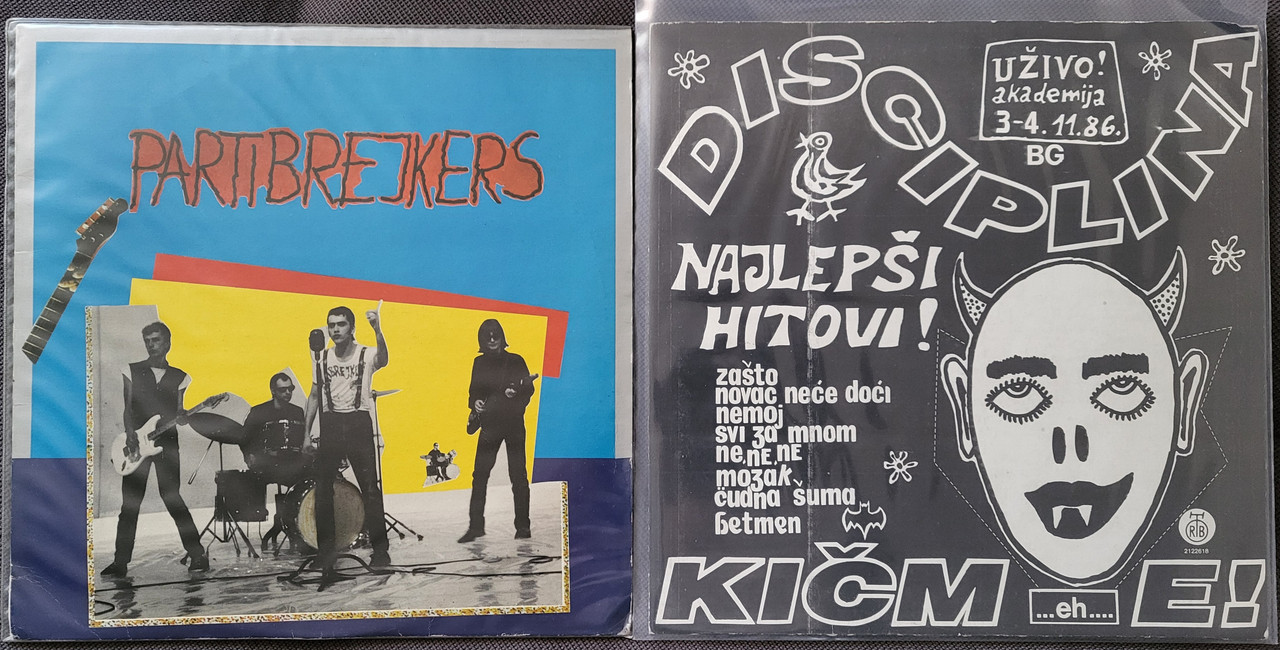 PARTIBREJKERS
BREJK
DISCIPLINA
UŽIVO!
akademija
3-4.11.86.
BG
NAJLEPŠI
HITOVI!
zašto
novac neće doći
nemoj
svi za mnom
ne, NE, NE
mozak
čudna šuma
betmen
RTB
2122618
KIČM E!
...eh....